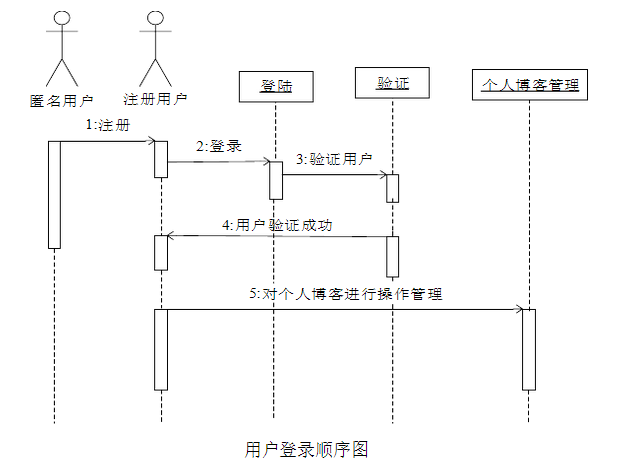 匿名用户
注册用户
登陆
验证
个人博客管理
1:注册
2:登录
3:验证用户
4:用户验证成功
5:对个人博客进行操作管理
用户登录顺序图